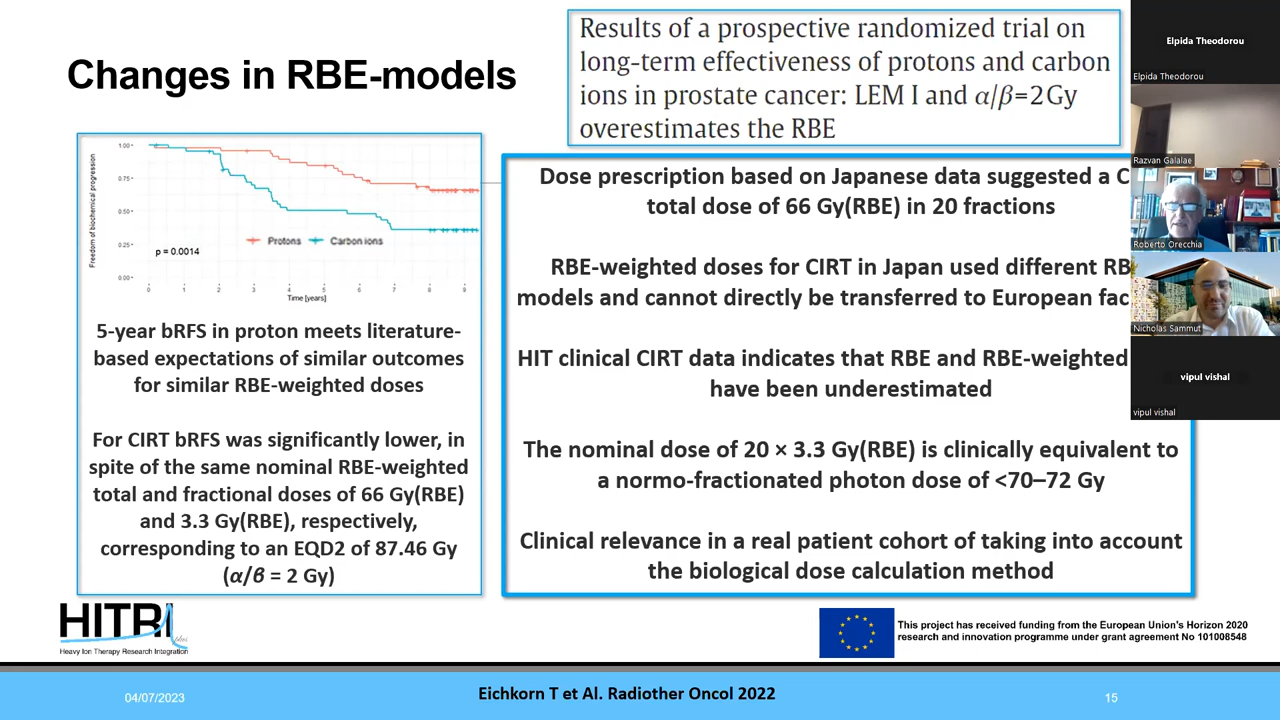 Changes in RBE-models
Results of a prospective randomized trial on
long-term effectiveness of protons and carbon
ions in prostate cancer: LEM I and α/β=2 Gy
overestimates the RBE
Freedom of biochemical progression
1.00
0.75
0.50
0.25
0.00
p = 0.0014
Protons Carbon ions
0 1 2 3 4 5 6 7 8 9
Time [years]
5-year bRFS in proton meets literature-
based expectations of similar outcomes
for similar RBE-weighted doses
For CIRT bRFS was significantly lower, in
spite of the same nominal RBE-weighted
total and fractional doses of 66 Gy(RBE)
and 3.3 Gy(RBE), respectively,
corresponding to an EQD2 of 87.46 Gy
(α/β = 2 Gy)
Dose prescription based on Japanese data suggested a C
total dose of 66 Gy(RBE) in 20 fractions
RBE-weighted doses for CIRT in Japan used different RB
models and cannot directly be transferred to European fac
HIT clinical CIRT data indicates that RBE and RBE-weighted
have been underestimated
The nominal dose of 20 × 3.3 Gy(RBE) is clinically equivalent to
a normo-fractionated photon dose of <70–72 Gy
Clinical relevance in a real patient cohort of taking into account
the biological dose calculation method
Elpida Theodorou
Elpida Theodorou
Razvan Galalae
Roberto Orecchia
Nicholas Sammut
vipul vishal
vipul vishal
HITRI plus
Heavy Ion Therapy Research Integration
This project has received funding from the European Union's Horizon 2020
research and innovation programme under grant agreement No 101008548
04/07/2023
Eichkorn T et Al. Radiother Oncol 2022
15